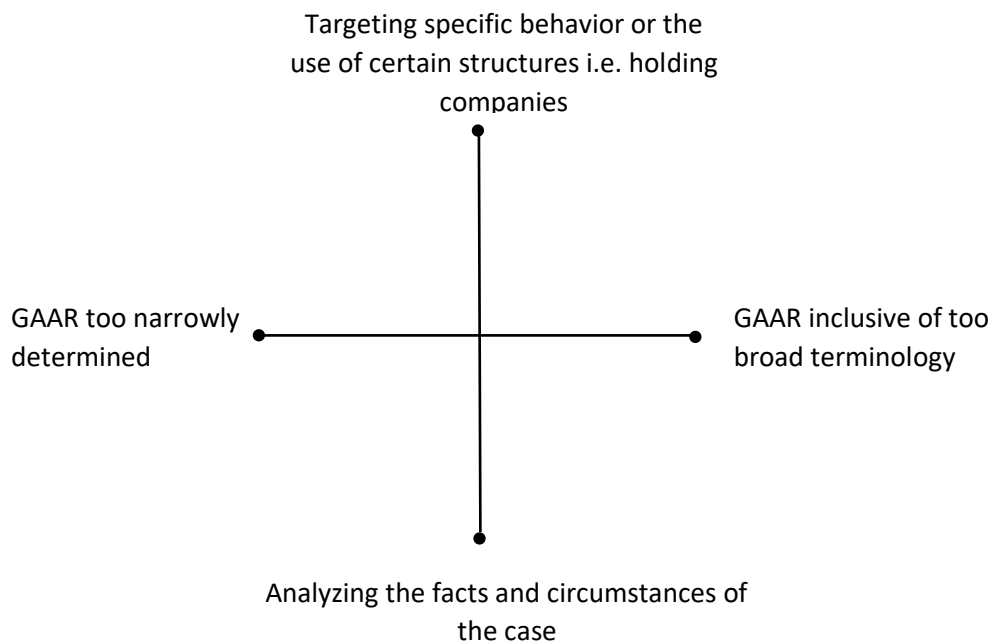 Targeting specific behavior or the
use of certain structures i.e. holding
companies
GAAR too narrowly
determined
GAAR inclusive of too
broad terminology
Analyzing the facts and circumstances of
the case